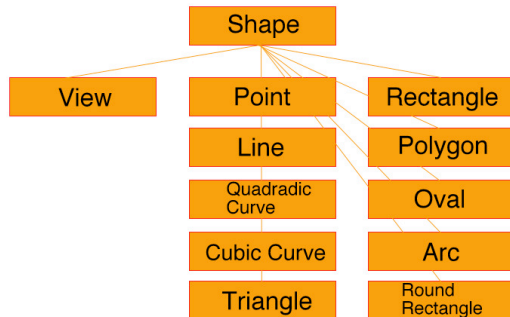 Shape
View
Point
Rectangle
Line
Polygon
Quadradic
Curve
Oval
Cubic Curve
Arc
Triangle
Round
Rectangle